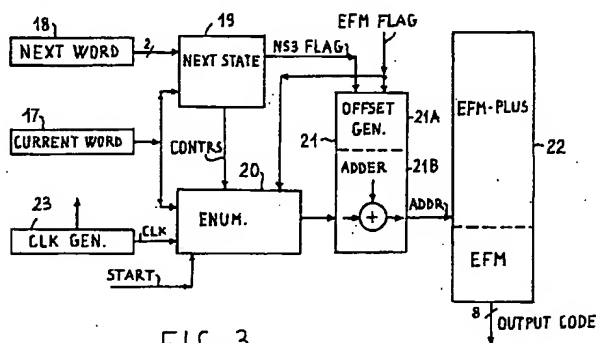 18
NEXT WORD
2
19
NEXT STATE
NS3 FLAG
EFM FLAG
17
CURRENT WORD
CONTRS
OFFSET GEN.
21
21A
EFM-PLUS
22
20
ADDER
21B
23
CLK GEN.
CLK
ENUM.
+
ADDR
EFM
START
8
OUTPUT CODE
FIG. 3